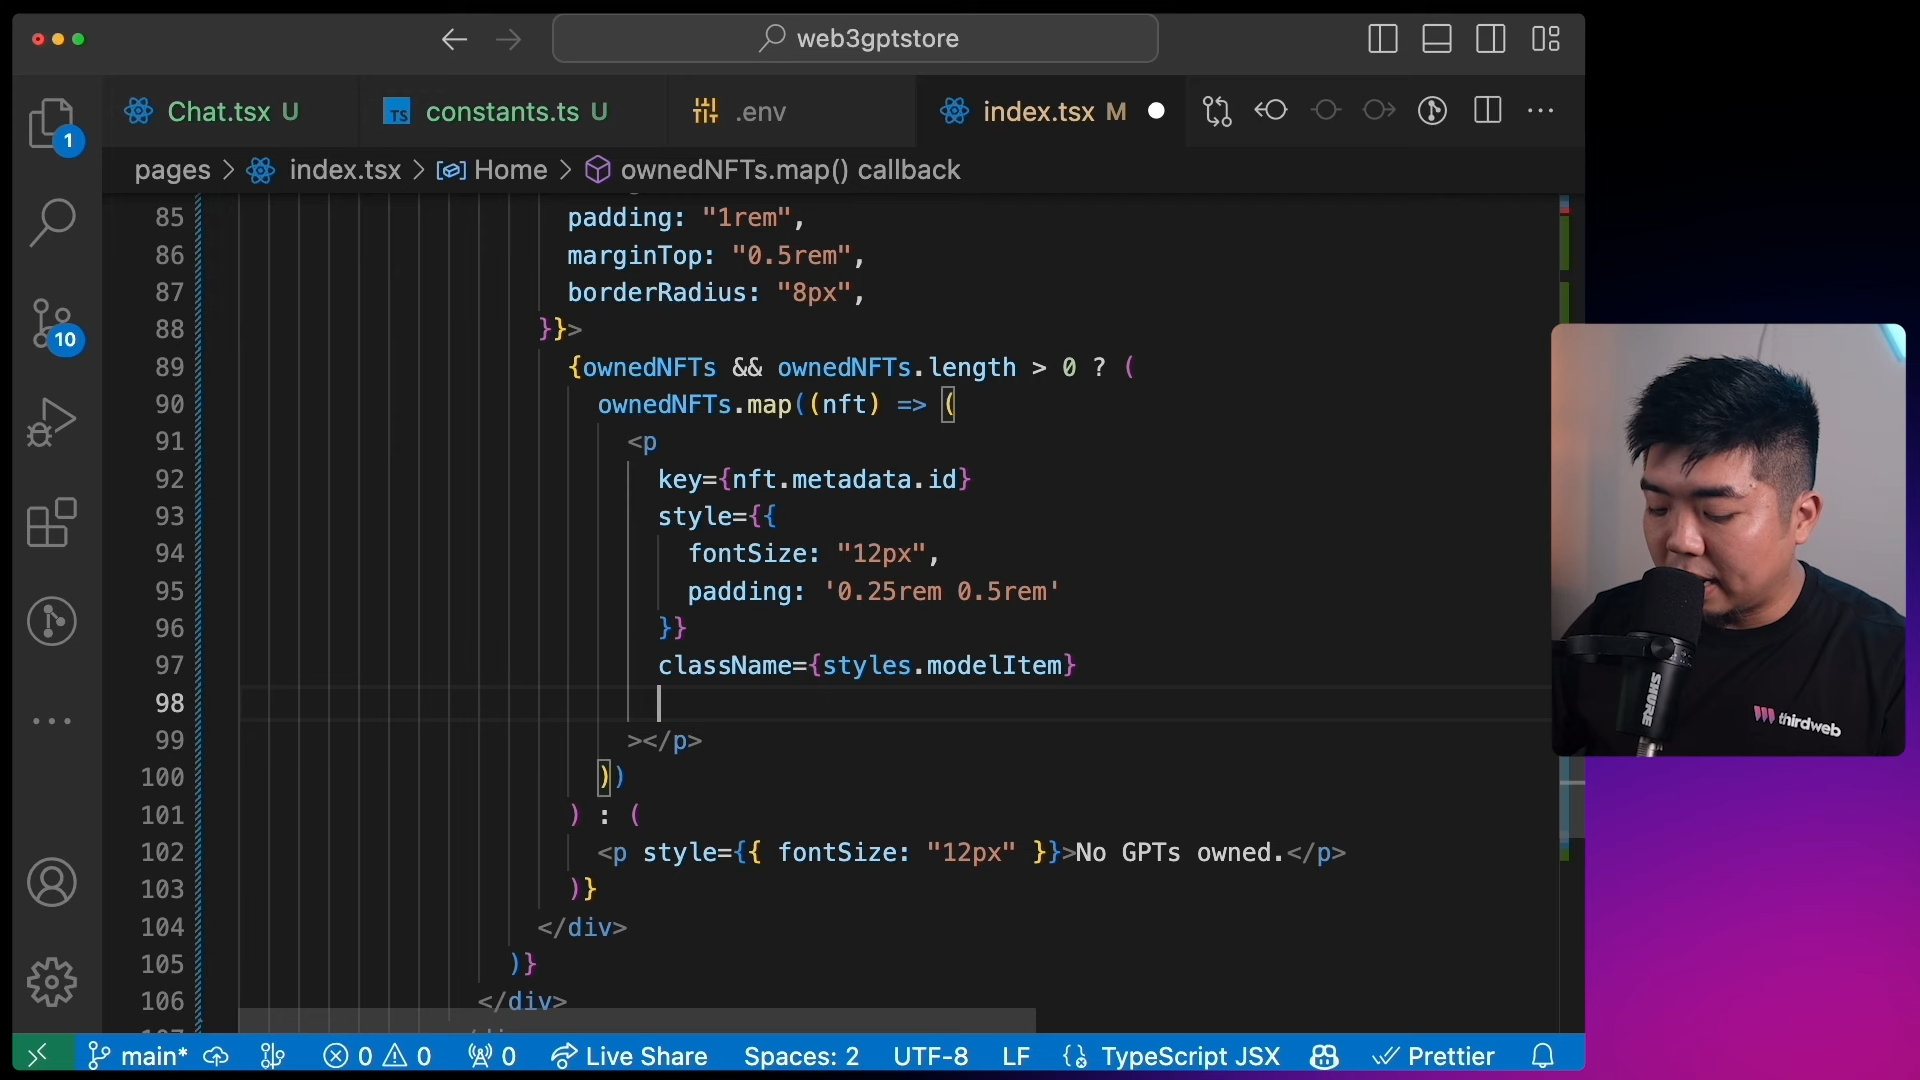 web3gptstore
Chat.tsx U
TS constants.ts U
.env
index.tsx M
1
pages > index.tsx > Home > ownedNFTs.map() callback
85 padding: "1rem",
86 marginTop: "0.5rem",
87 borderRadius: "8px",
88 }}>
89 {ownedNFTs && ownedNFTs.length > 0 ? (
90 ownedNFTs.map((nft) => (
91 <p
92 key={nft.metadata.id}
93 style={{
94 fontSize: "12px",
95 padding: '0.25rem 0.5rem'
96 }}
97 className={styles.modelItem}
98
99 ></p>
100 ))
101 ) : (
102 <p style={{ fontSize: "12px" }}>No GPTs owned.</p>
103 )}
104 </div>
105 )}
106 </div>
10
SHURE
thirdweb
main* 0 0 0 Live Share Spaces: 2 UTF-8 LF TypeScript JSX Prettier